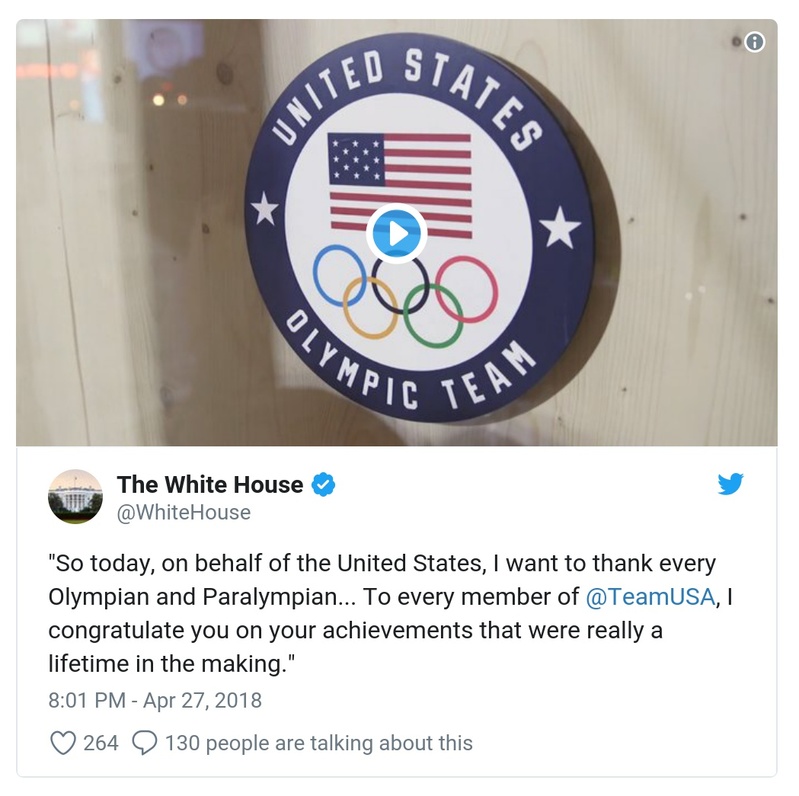 UNITED STATES
OLYMPIC TEAM
The White House
@WhiteHouse
"So today, on behalf of the United States, I want to thank every
Olympian and Paralympian... To every member of @TeamUSA, I
congratulate you on your achievements that were really a
lifetime in the making."
8:01 PM - Apr 27, 2018
264 130 people are talking about this